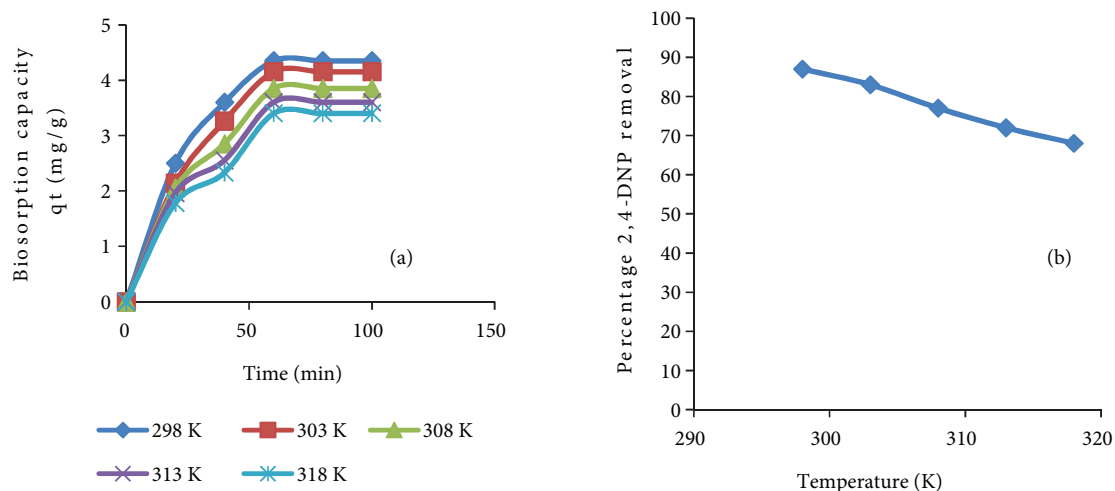 Biosorption capacity
qt (mg/g)
5
4
3
2
1
0
0
50
100
150
(a)
Time (min)
298 K
303 K
308 K
313 K
318 K
Percentage 2,4-DNP removal
100
90
80
70
60
50
40
30
20
10
0
290
300
310
320
(b)
Temperature (K)